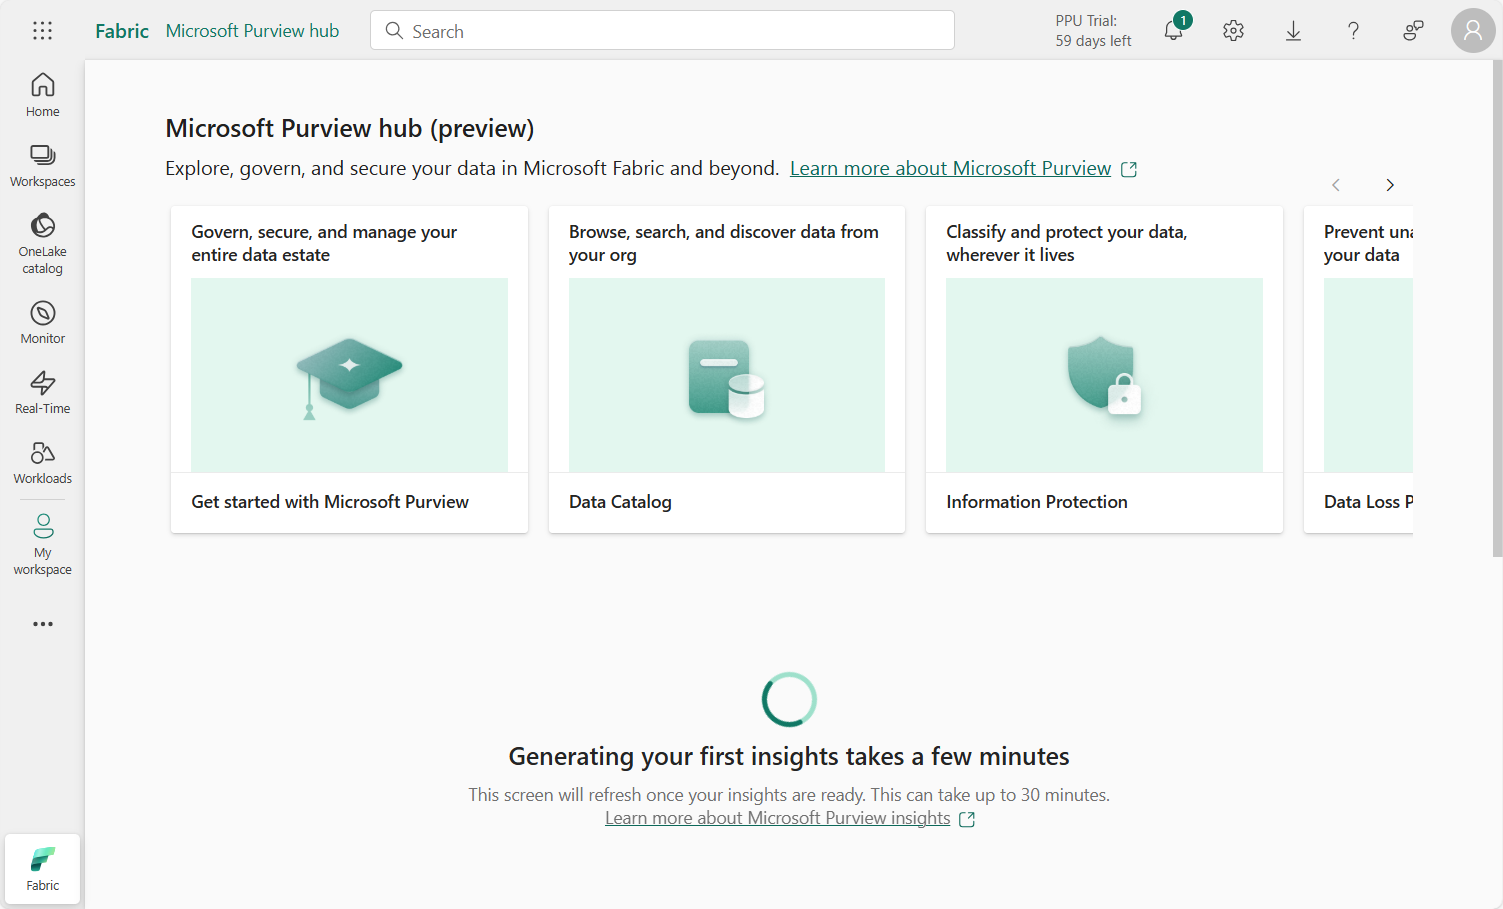 Fabric
Microsoft Purview hub
Search
PPU Trial:
59 days left
1
Home
Workspaces
OneLake
catalog
Monitor
Real-Time
Workloads
My
workspace
Fabric
Microsoft Purview hub (preview)
Explore, govern, and secure your data in Microsoft Fabric and beyond. Learn more about Microsoft Purview
Govern, secure, and manage your
entire data estate
Get started with Microsoft Purview
Browse, search, and discover data from
your org
Data Catalog
Classify and protect your data,
wherever it lives
Information Protection
Prevent una
your data
Data Loss P
Generating your first insights takes a few minutes
This screen will refresh once your insights are ready. This can take up to 30 minutes.
Learn more about Microsoft Purview insights